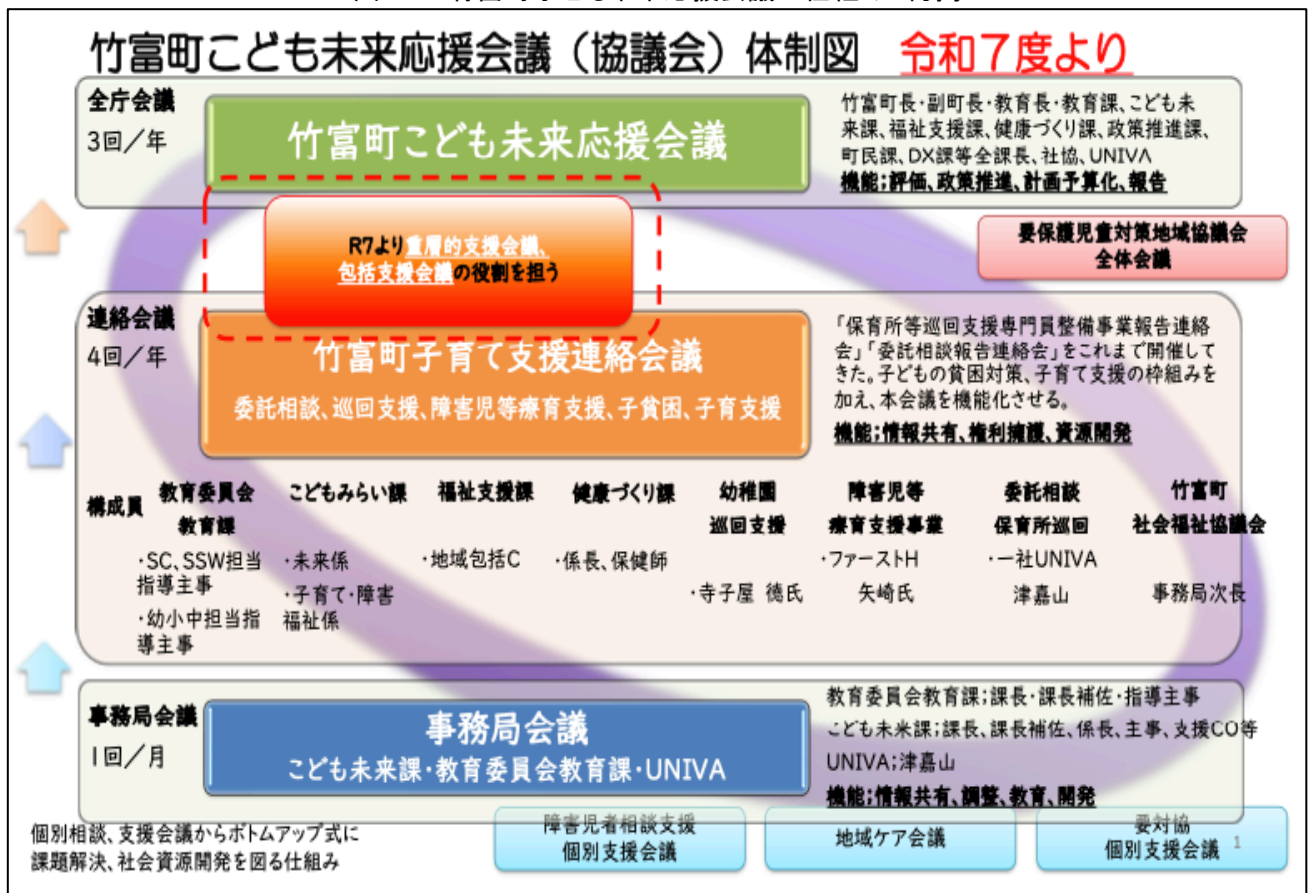 竹富町こども未来応援会議（協議会）体制図 令和７度より
全庁会議
3回／年
竹富町こども未来応援会議
竹富町長・副町長・教育長・教育課、こども未
来課、福祉支援課、健康づくり課、政策推進課、
町民課、DX課等全課長、社協、UNIVA
機能；評価、政策推進、計画予算化、報告
R7より重層的支援会議、
包括支援会議の役割を担う
要保護児童対策地域協議会
全体会議
連絡会議
4回／年
竹富町子育て支援連絡会議
委託相談、巡回支援、障害児等療育支援、子貧困、子育支援
「保育所等巡回支援専門員整備事業報告連絡
会」「委託相談報告連絡会」をこれまで開催して
きた。子どもの貧困対策、子育て支援の枠組みを
加え、本会議を機能化させる。
機能；情報共有、権利擁護、資源開発
構成員
教育委員会
教育課
・SC、SSW担当
指導主事
・幼小中担当指
導主事
こどもみらい課
・未来係
・子育て・障害
福祉係
福祉支援課
・地域包括C
健康づくり課
・係長、保健師
幼稚園
巡回支援
・寺子屋 徳氏
障害児等
療育支援事業
・ファーストH
矢崎氏
委託相談
保育所巡回
・一社UNIVA
津嘉山
竹富町
社会福祉協議会
事務局次長
事務局会議
1回／月
事務局会議
こども未来課・教育委員会教育課・UNIVA
教育委員会教育課；課長・課長補佐・指導主事
こども未来課；課長、課長補佐、係長、主事、支援CO等
UNIVA；津嘉山
機能；情報共有、調整、教育、開発
個別相談、支援会議からボトムアップ式に
課題解決、社会資源開発を図る仕組み
障害児者相談支援
個別支援会議
地域ケア会議
要対協
個別支援会議
1